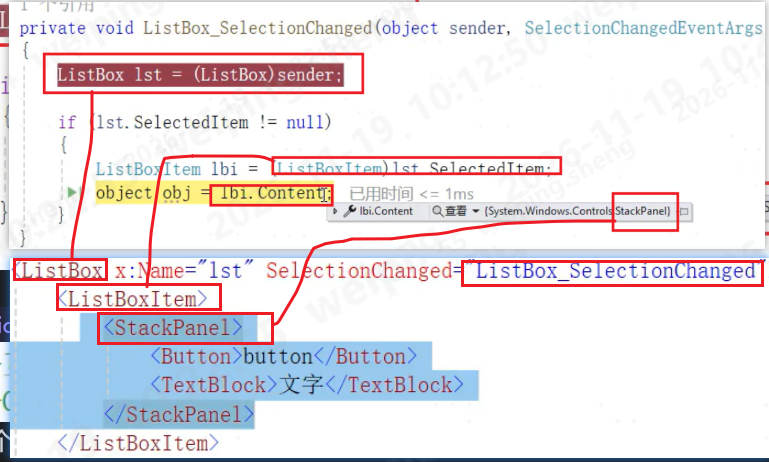 1 个引用
private void ListBox_SelectionChanged(object sender, SelectionChangedEventArgs
{
ListBox lst = (ListBox)sender;
if (lst.SelectedItem != null)
{
ListBoxItem lbi = (ListBoxItem)lst.SelectedItem;
object obj = lbi.Content; 已用时间 <= 1ms
}
lbi.Content 查看 {System.Windows.Controls.StackPanel}
}
<ListBox x:Name="lst" SelectionChanged="ListBox_SelectionChanged"
<ListBoxItem>
<StackPanel>
<Button>button</Button>
<TextBlock>文字</TextBlock>
</StackPanel>
</ListBoxItem>